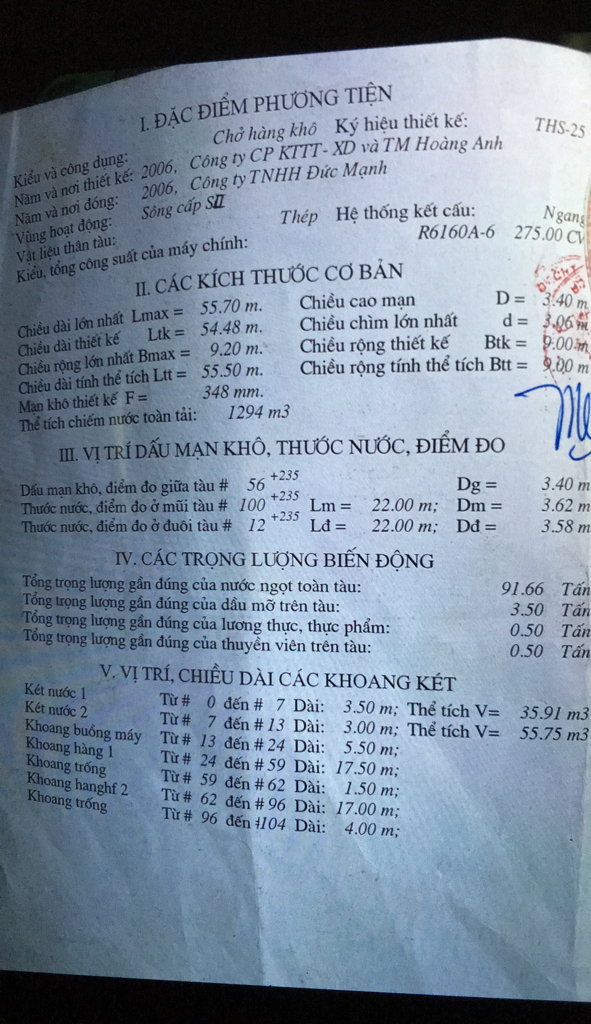 I. ĐẶC ĐIỂM PHƯƠNG TIỆN
Kiểu và công dụng: Chở hàng khô Ký hiệu thiết kế: THS-25
Năm và nơi thiết kế: 2006, Công ty CP KTTT - XD và TM Hoàng Anh
Năm và nơi đóng: 2006, Công ty TNHH Đức Mạnh
Vùng hoạt động: Sông cấp SII
Vật liệu thân tàu: Thép Hệ thống kết cấu: Ngang
Kiểu, tổng công suất của máy chính: R6160A-6 275.00 CV
II. CÁC KÍCH THƯỚC CƠ BẢN
Chiều dài lớn nhất Lmax = 55.70 m. Chiều cao mạn D = 3.40 m
Chiều dài thiết kế Ltk = 54.48 m. Chiều chìm lớn nhất d = 3.06 m
Chiều rộng lớn nhất Bmax = 9.20 m. Chiều rộng thiết kế Btk = 9.00 m
Chiều dài tính thể tích Ltt = 55.50 m. Chiều rộng tính thể tích Btt = 9.00 m
Mạn khô thiết kế F = 348 mm.
Thể tích chiếm nước toàn tải: 1294 m3
III. VỊ TRÍ DẤU MẠN KHÔ, THƯỚC NƯỚC, ĐIỂM ĐO
Dấu mạn khô, điểm đo giữa tàu # 56 +235 Dg = 3.40 m
Thước nước, điểm đo ở mũi tàu # 100 +235 Lm = 22.00 m; Dm = 3.62 m
Thước nước, điểm đo ở đuôi tàu # 12 +235 Lđ = 22.00 m; Dđ = 3.58 m
IV. CÁC TRỌNG LƯỢNG BIẾN ĐỘNG
Tổng trọng lượng gần đúng của nước ngọt toàn tàu: 91.66 Tấn
Tổng trọng lượng gần đúng của dầu mỡ trên tàu: 3.50 Tấn
Tổng trọng lượng gần đúng của lương thực, thực phẩm: 0.50 Tấn
Tổng trọng lượng gần đúng của thuyền viên trên tàu: 0.50 Tấn
V. VỊ TRÍ, CHIỀU DÀI CÁC KHOANG KÉT
Két nước 1 Từ # 0 đến # 7 Dài: 3.50 m; Thể tích V= 35.91 m3
Két nước 2 Từ # 7 đến # 13 Dài: 3.00 m; Thể tích V= 55.75 m3
Khoang buồng máy Từ # 13 đến # 24 Dài: 5.50 m;
Khoang hàng 1 Từ # 24 đến # 59 Dài: 17.50 m;
Khoang trống Từ # 59 đến # 62 Dài: 1.50 m;
Khoang hanghf 2 Từ # 62 đến # 96 Dài: 17.00 m;
Khoang trống Từ # 96 đến #104 Dài: 4.00 m;